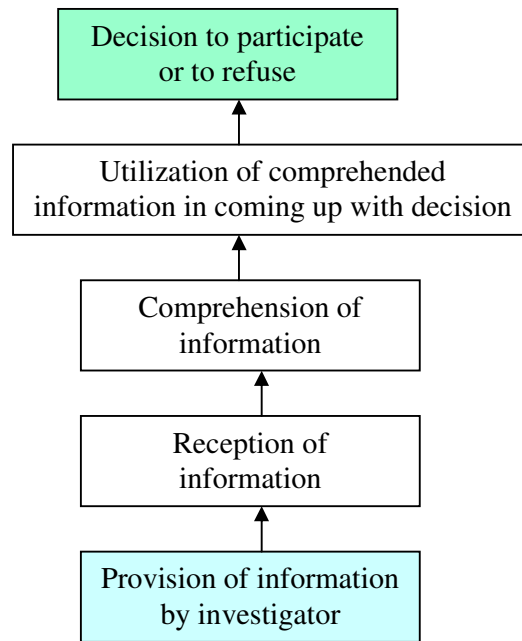 Decision to participate
or to refuse
Utilization of comprehended
information in coming up with decision
Comprehension of
information
Reception of
information
Provision of information
by investigator